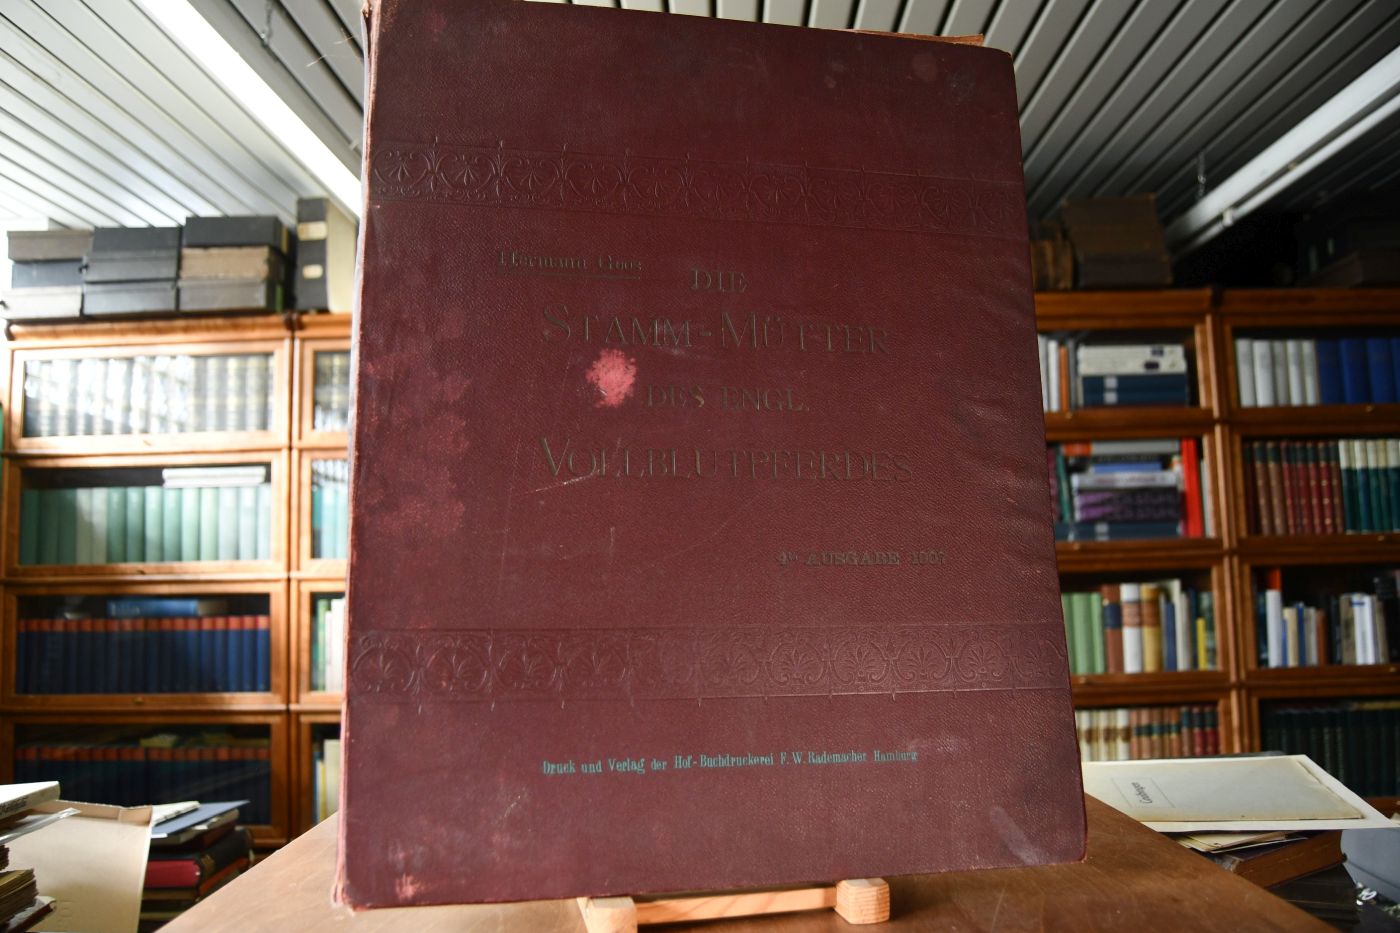 Hermann Goos
DIE
STAMM-MÜTTER
DES ENGL.
VOLLBLUTPFERDES
4te AUSGABE 1907
Druck und Verlag der Hof-Buchdruckerei F. W. Rademacher Hamburg